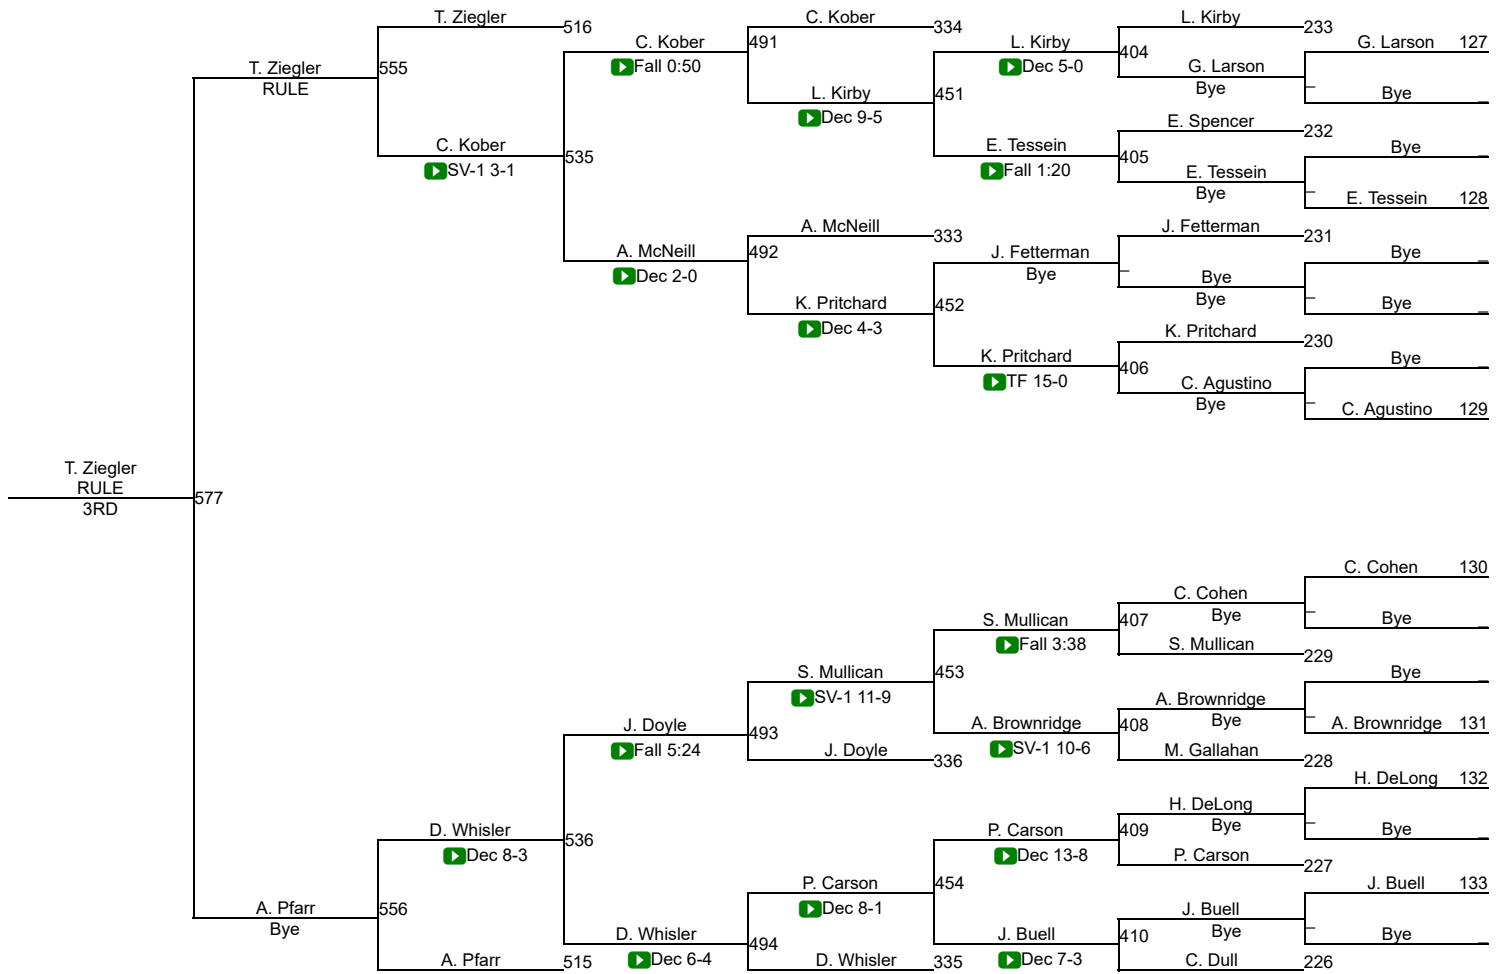 T. Ziegler
516
C. Kober
334
L. Kirby
233
C. Kober
491
L. Kirby
404
G. Larson 127
T. Ziegler
555
Fall 0:50
Dec 5-0
G. Larson
RULE
L. Kirby
451
Bye
_
Bye _
Dec 9-5
E. Spencer
232
C. Kober
535
E. Tessein
405
Bye _
SV-1 3-1
Fall 1:20
E. Tessein
Bye
_
E. Tessein 128
A. McNeill
333
J. Fetterman
231
A. McNeill
492
J. Fetterman
Bye _
Dec 2-0
Bye
_
Bye
K. Pritchard
452
Bye
_
Bye _
Dec 4-3
K. Pritchard
230
K. Pritchard
406
Bye _
TF 15-0
C. Agustino
Bye
_
C. Agustino 129
T. Ziegler
RULE
577
3RD
C. Cohen 130
C. Cohen
S. Mullican
407
Bye
_
Bye _
Fall 3:38
S. Mullican
229
S. Mullican
453
Bye _
SV-1 11-9
A. Brownridge
J. Doyle
493
A. Brownridge
408
Bye
_
A. Brownridge 131
Fall 5:24
J. Doyle
336
SV-1 10-6
M. Gallahan
228
H. DeLong 132
H. DeLong
D. Whisler
536
P. Carson
409
Bye
_
Bye _
Dec 8-3
Dec 13-8
P. Carson
227
P. Carson
454
J. Buell 133
A. Pfarr
556
Dec 8-1
J. Buell
Bye
D. Whisler
494
J. Buell
410
Bye
_
Bye _
A. Pfarr
515
Dec 6-4
D. Whisler
335
Dec 7-3
C. Dull
226